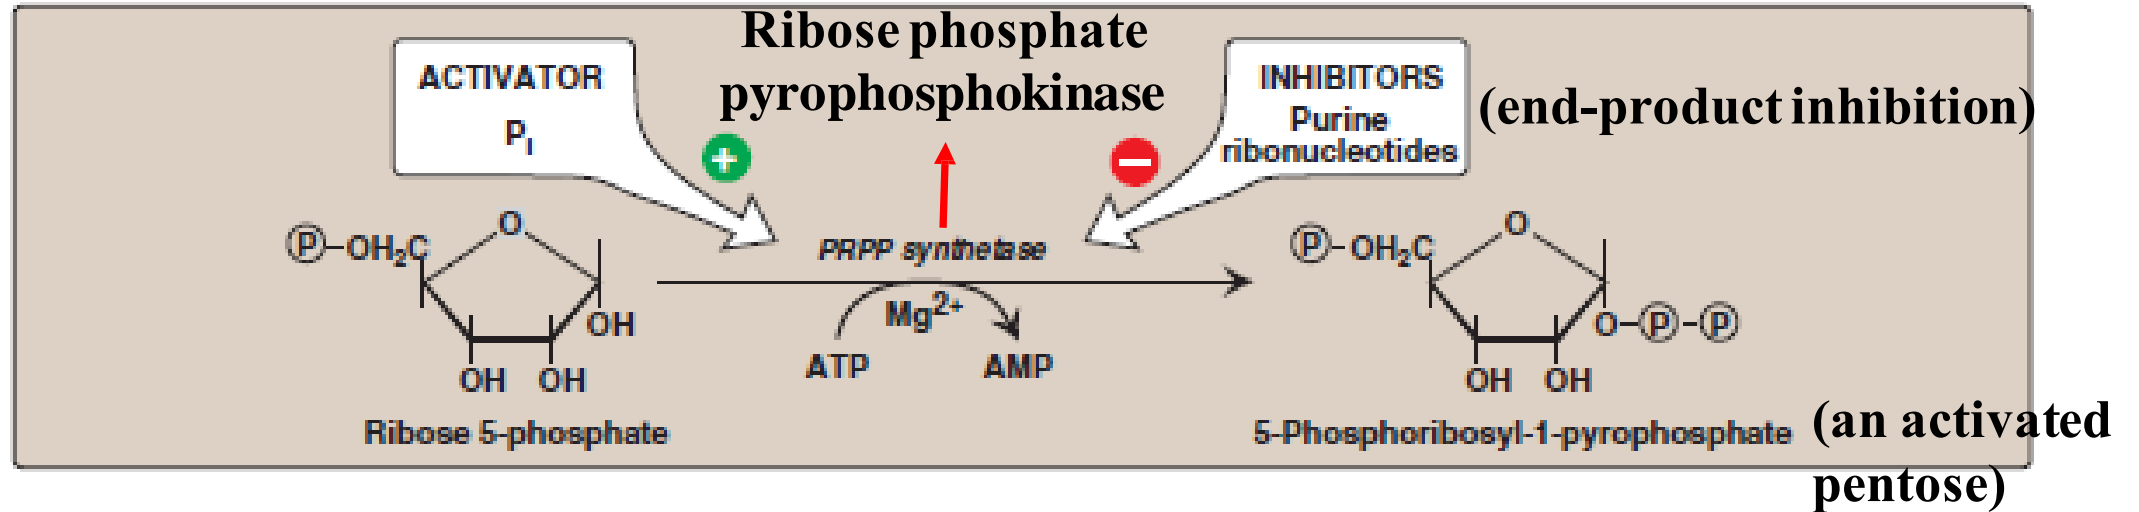 Ribose phosphate
pyrophosphokinase
ACTIVATOR
Pi
+
INHIBITORS
Purine
ribonucleotides
(end-product inhibition)
−
P-OH2C
O
OH
OH OH
Ribose 5-phosphate
PRPP synthetase
Mg2+
ATP
AMP
P-OH2C
O
O-P-P
OH OH
5-Phosphoribosyl-1-pyrophosphate
(an activated
pentose)